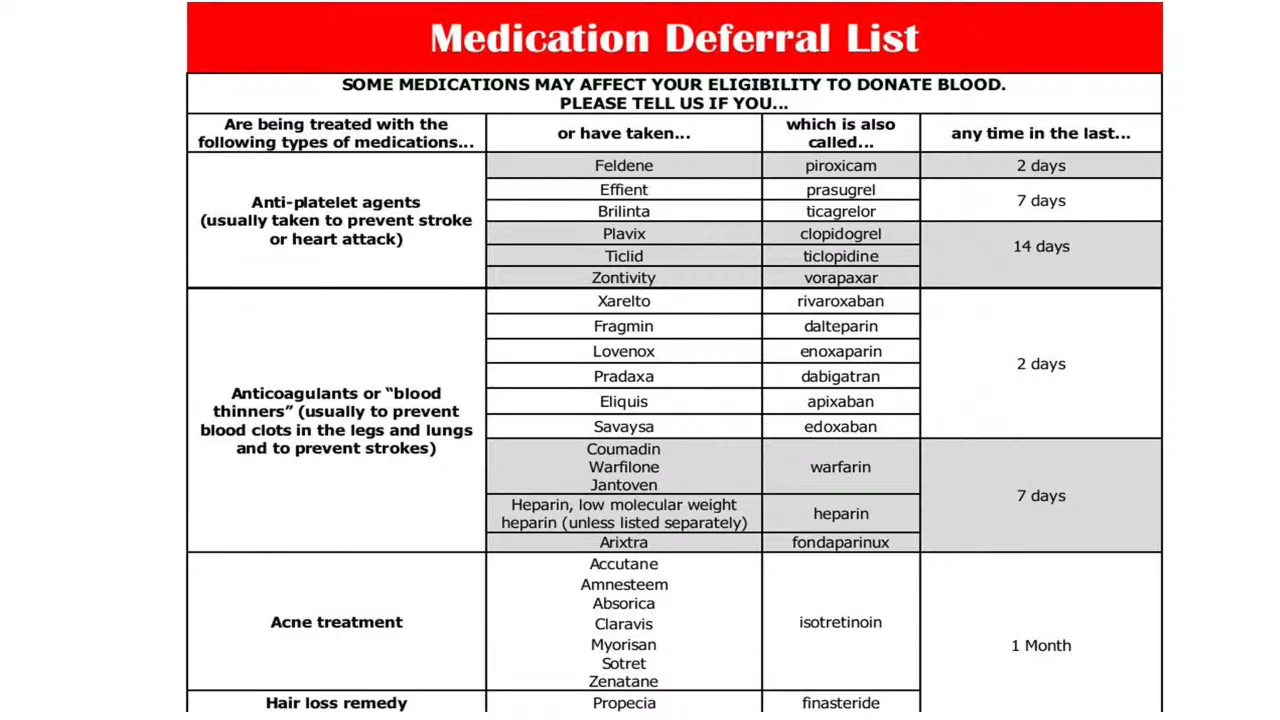 Medication Deferral List
SOME MEDICATIONS MAY AFFECT YOUR ELIGIBILITY TO DONATE BLOOD.
PLEASE TELL US IF YOU...
Are being treated with the
following types of medications...
or have taken...
which is also
called...
any time in the last...
Anti-platelet agents
(usually taken to prevent stroke
or heart attack)
Feldene
piroxicam
2 days
Effient
prasugrel
7 days
Brilinta
ticagrelor
Plavix
clopidogrel
14 days
Ticlid
ticlopidine
Zontivity
vorapaxar
Anticoagulants or “blood
thinners” (usually to prevent
blood clots in the legs and lungs
and to prevent strokes)
Xarelto
rivaroxaban
2 days
Fragmin
dalteparin
Lovenox
enoxaparin
Pradaxa
dabigatran
Eliquis
apixaban
Savaysa
edoxaban
Coumadin
Warfilone
Jantoven
warfarin
7 days
Heparin, low molecular weight
heparin (unless listed separately)
heparin
Arixtra
fondaparinux
Acne treatment
Accutane
Amnesteem
Absorica
Claravis
Myorisan
Sotret
Zenatane
isotretinoin
1 Month
Hair loss remedy
Propecia
finasteride